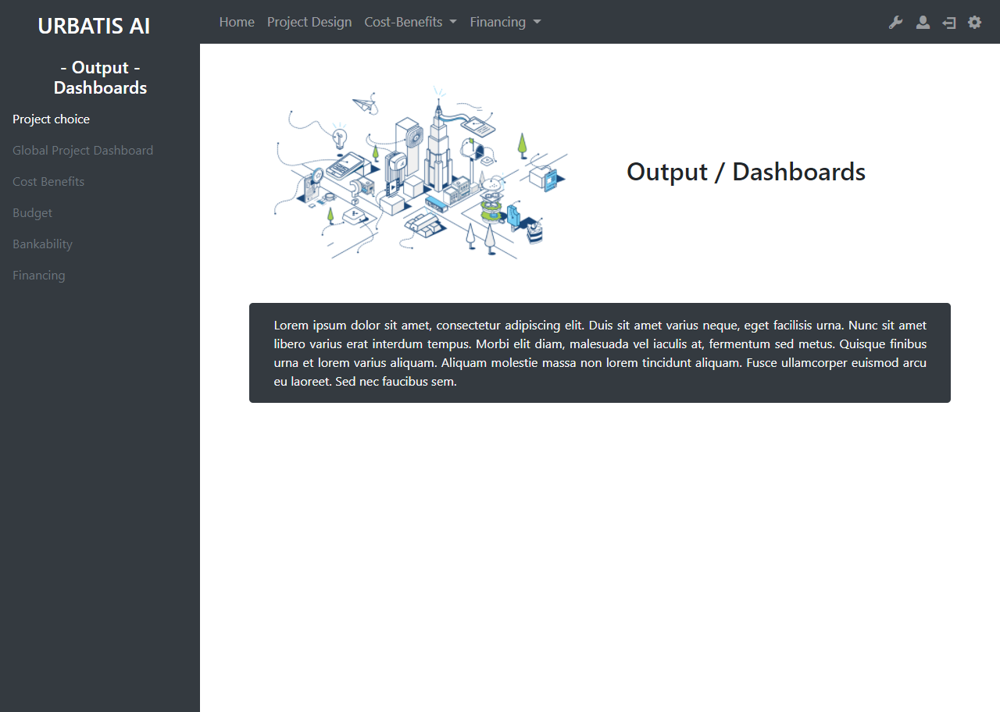 URBATIS AI
Home Project Design Cost-Benefits Financing
- Output -
Dashboards
Project choice
Global Project Dashboard
Cost Benefits
Budget
Bankability
Financing
Output / Dashboards
Lorem ipsum dolor sit amet, consectetur adipiscing elit. Duis sit amet varius neque, eget facilisis urna. Nunc sit amet
libero varius erat interdum tempus. Morbi elit diam, malesuada vel iaculis at, fermentum sed metus. Quisque finibus
urna et lorem varius aliquam. Aliquam molestie massa non lorem tincidunt aliquam. Fusce ullamcorper euismod arcu
eu laoreet. Sed nec faucibus sem.